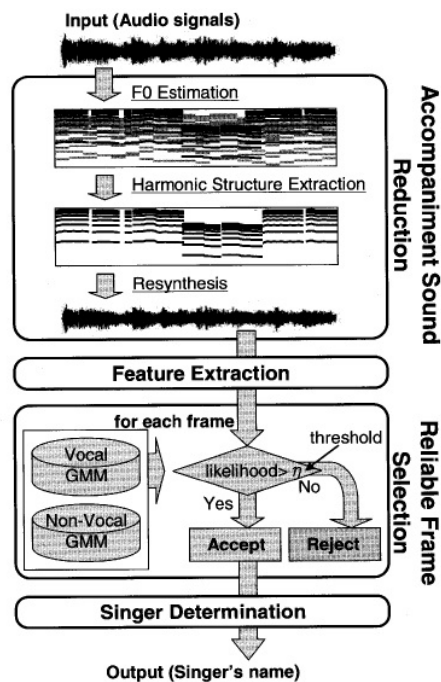 Input (Audio signals)
F0 Estimation
Harmonic Structure Extraction
Resynthesis
Accompaniment Sound
Reduction
Feature Extraction
for each frame
threshold
Vocal
GMM
likelihood> η
Yes
No
Non-Vocal
GMM
Accept
Reject
Reliable Frame
Selection
Singer Determination
Output (Singer's name)